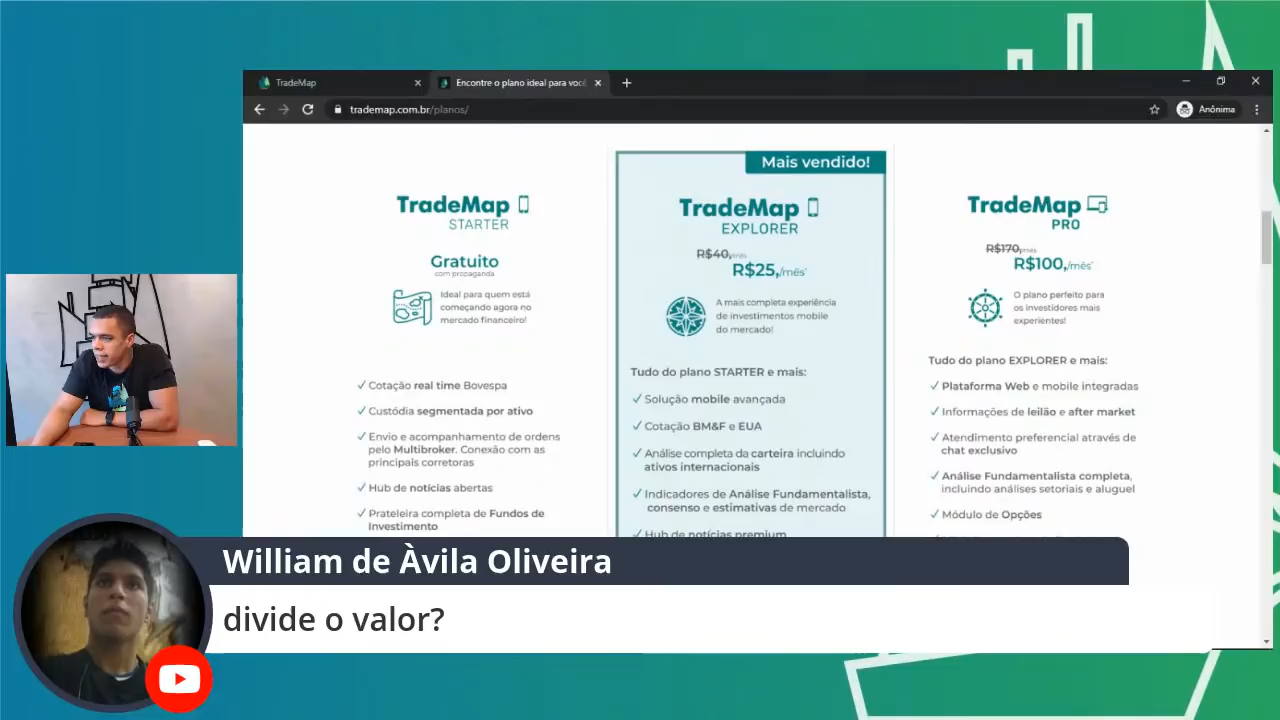 TradeMap
Encontre o plano ideal para você
trademap.com.br/planos/
Anônima
TradeMap
STARTER
Gratuito
com propaganda
Ideal para quem está
começando agora no
mercado financeiro!
✓ Cotação real time Bovespa
✓ Custódia segmentada por ativo
✓ Envio e acompanhamento de ordens
pelo Multibroker. Conexão com as
principais corretoras
✓ Hub de notícias abertas
✓ Prateleira completa de Fundos de
Investimento
Mais vendido!
TradeMap
EXPLORER
R$40,/mês
R$25,/mês*
A mais completa experiência
de investimentos mobile
do mercado!
Tudo do plano STARTER e mais:
✓ Solução mobile avançada
✓ Cotação BM&F e EUA
✓ Análise completa da carteira incluindo
ativos internacionais
✓ Indicadores de Análise Fundamentalista,
consenso e estimativas de mercado
✓ Hub de notícias premium
TradeMap
PRO
R$170,/mês
R$100,/mês*
O plano perfeito para
os investidores mais
experientes!
Tudo do plano EXPLORER e mais:
✓ Plataforma Web e mobile integradas
✓ Informações de leilão e after market
✓ Atendimento preferencial através de
chat exclusivo
✓ Análise Fundamentalista completa,
incluindo análises setoriais e aluguel
✓ Módulo de Opções
William de Àvila Oliveira
divide o valor?